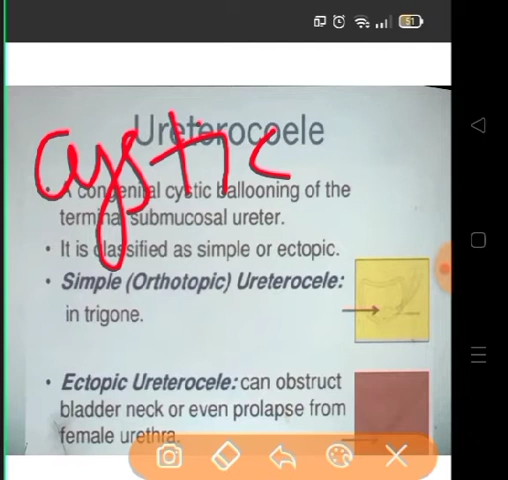 51
Ureterocoele
cystic
• A congenital cystic ballooning of the
terminal submucosal ureter.
• It is classified as simple or ectopic.
• Simple (Orthotopic) Ureterocele:
in trigone.
• Ectopic Ureterocele: can obstruct
bladder neck or even prolapse from
female urethra.